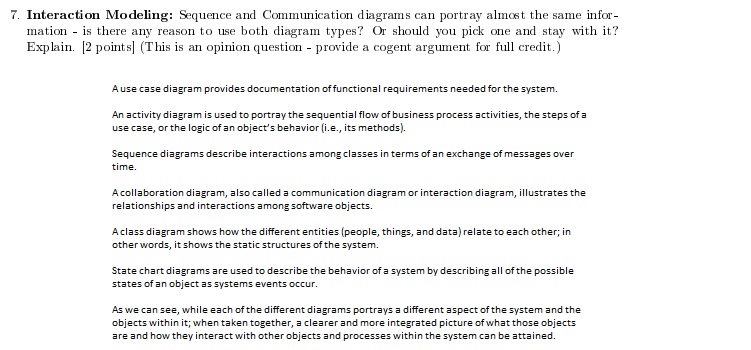 7. Interaction Modeling: Sequence and Communication diagrams can portray almost the same infor-
mation - is there any reason to use both diagram types? Or should you pick one and stay with it?
Explain. [2 points] (This is an opinion question - provide a cogent argument for full credit.)
A use case diagram provides documentation of functional requirements needed for the system.
An activity diagram is used to portray the sequential flow of business process activities, the steps of a
use case, or the logic of an object's behavior (i.e., its methods).
Sequence diagrams describe interactions among classes in terms of an exchange of messages over
time.
A collaboration diagram, also called a communication diagram or interaction diagram, illustrates the
relationships and interactions among software objects.
A class diagram shows how the different entities (people, things, and data) relate to each other; in
other words, it shows the static structures of the system.
State chart diagrams are used to describe the behavior of a system by describing all of the possible
states of an object as systems events occur.
As we can see, while each of the different diagrams portrays a different aspect of the system and the
objects within it; when taken together, a clearer and more integrated picture of what those objects
are and how they interact with other objects and processes within the system can be attained.